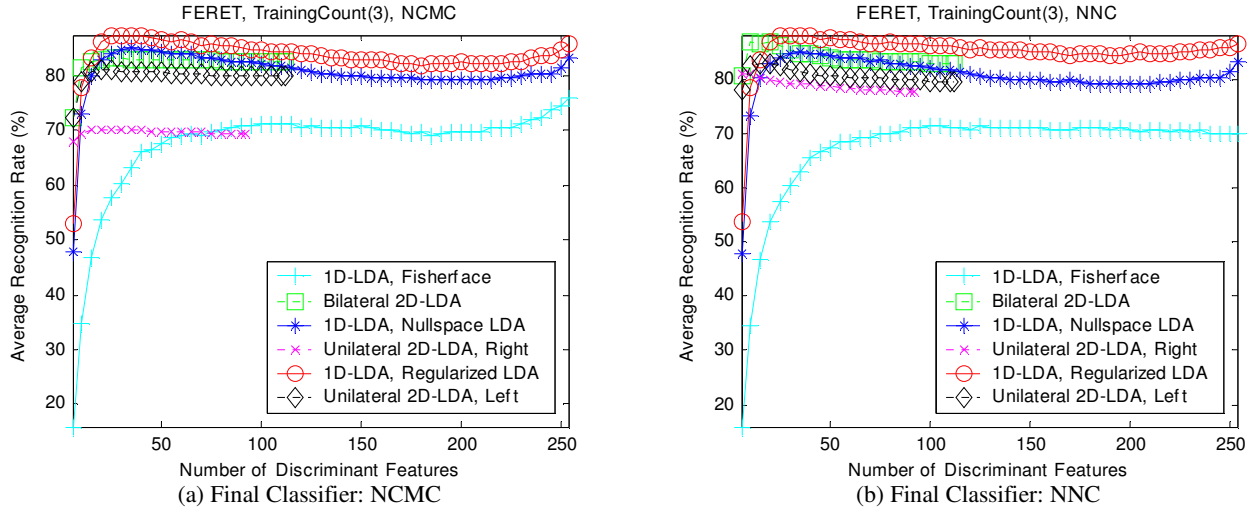 FERET, TrainingCount(3), NCMC
80
70
60
50
40
30
20
50
100
150
200
250
Average Recognition Rate (%)
Number of Discriminant Features
1D-LDA, Fisherface
Bilateral 2D-LDA
1D-LDA, Nullspace LDA
Unilateral 2D-LDA, Right
1D-LDA, Regularized LDA
Unilateral 2D-LDA, Left
(a) Final Classifier: NCMC
FERET, TrainingCount(3), NNC
80
70
60
50
40
30
20
50
100
150
200
250
Average Recognition Rate (%)
Number of Discriminant Features
1D-LDA, Fisherface
Bilateral 2D-LDA
1D-LDA, Nullspace LDA
Unilateral 2D-LDA, Right
1D-LDA, Regularized LDA
Unilateral 2D-LDA, Left
(b) Final Classifier: NNC